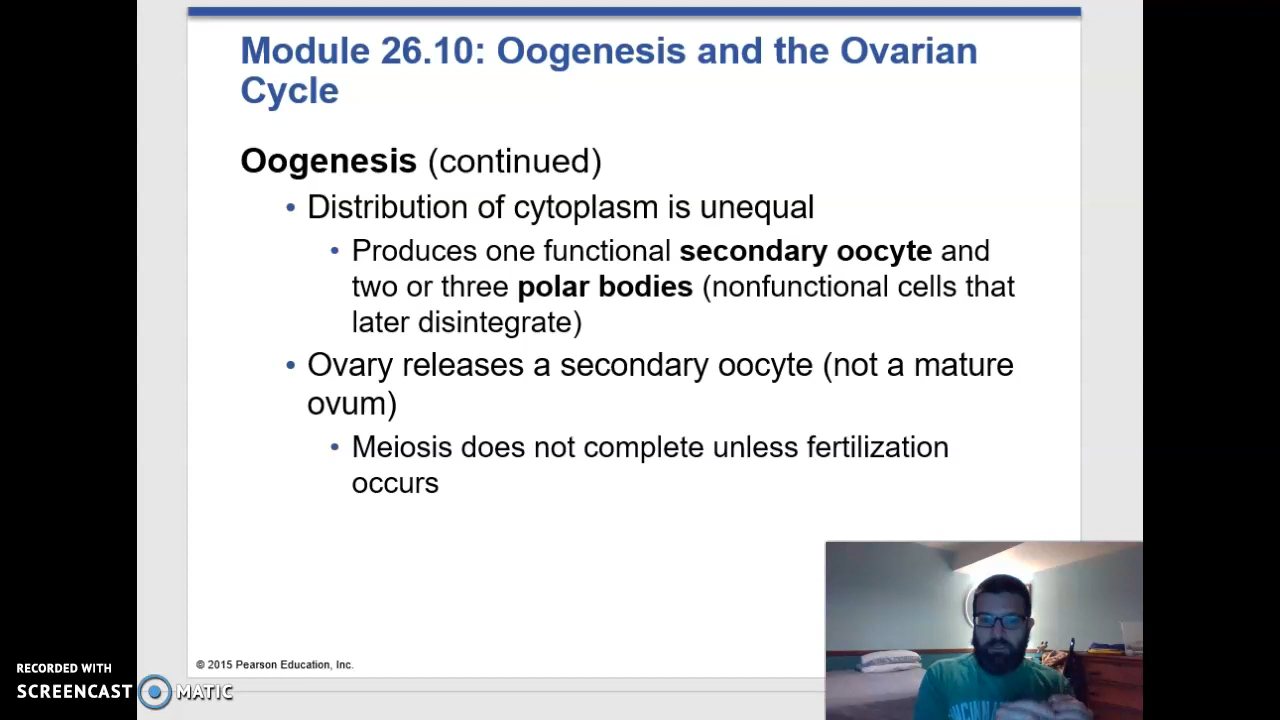 Module 26.10: Oogenesis and the Ovarian
Cycle
Oogenesis (continued)
• Distribution of cytoplasm is unequal
• Produces one functional secondary oocyte and
two or three polar bodies (nonfunctional cells that
later disintegrate)
• Ovary releases a secondary oocyte (not a mature
ovum)
• Meiosis does not complete unless fertilization
occurs
© 2015 Pearson Education, Inc.
RECORDED WITH
SCREENCAST MATIC